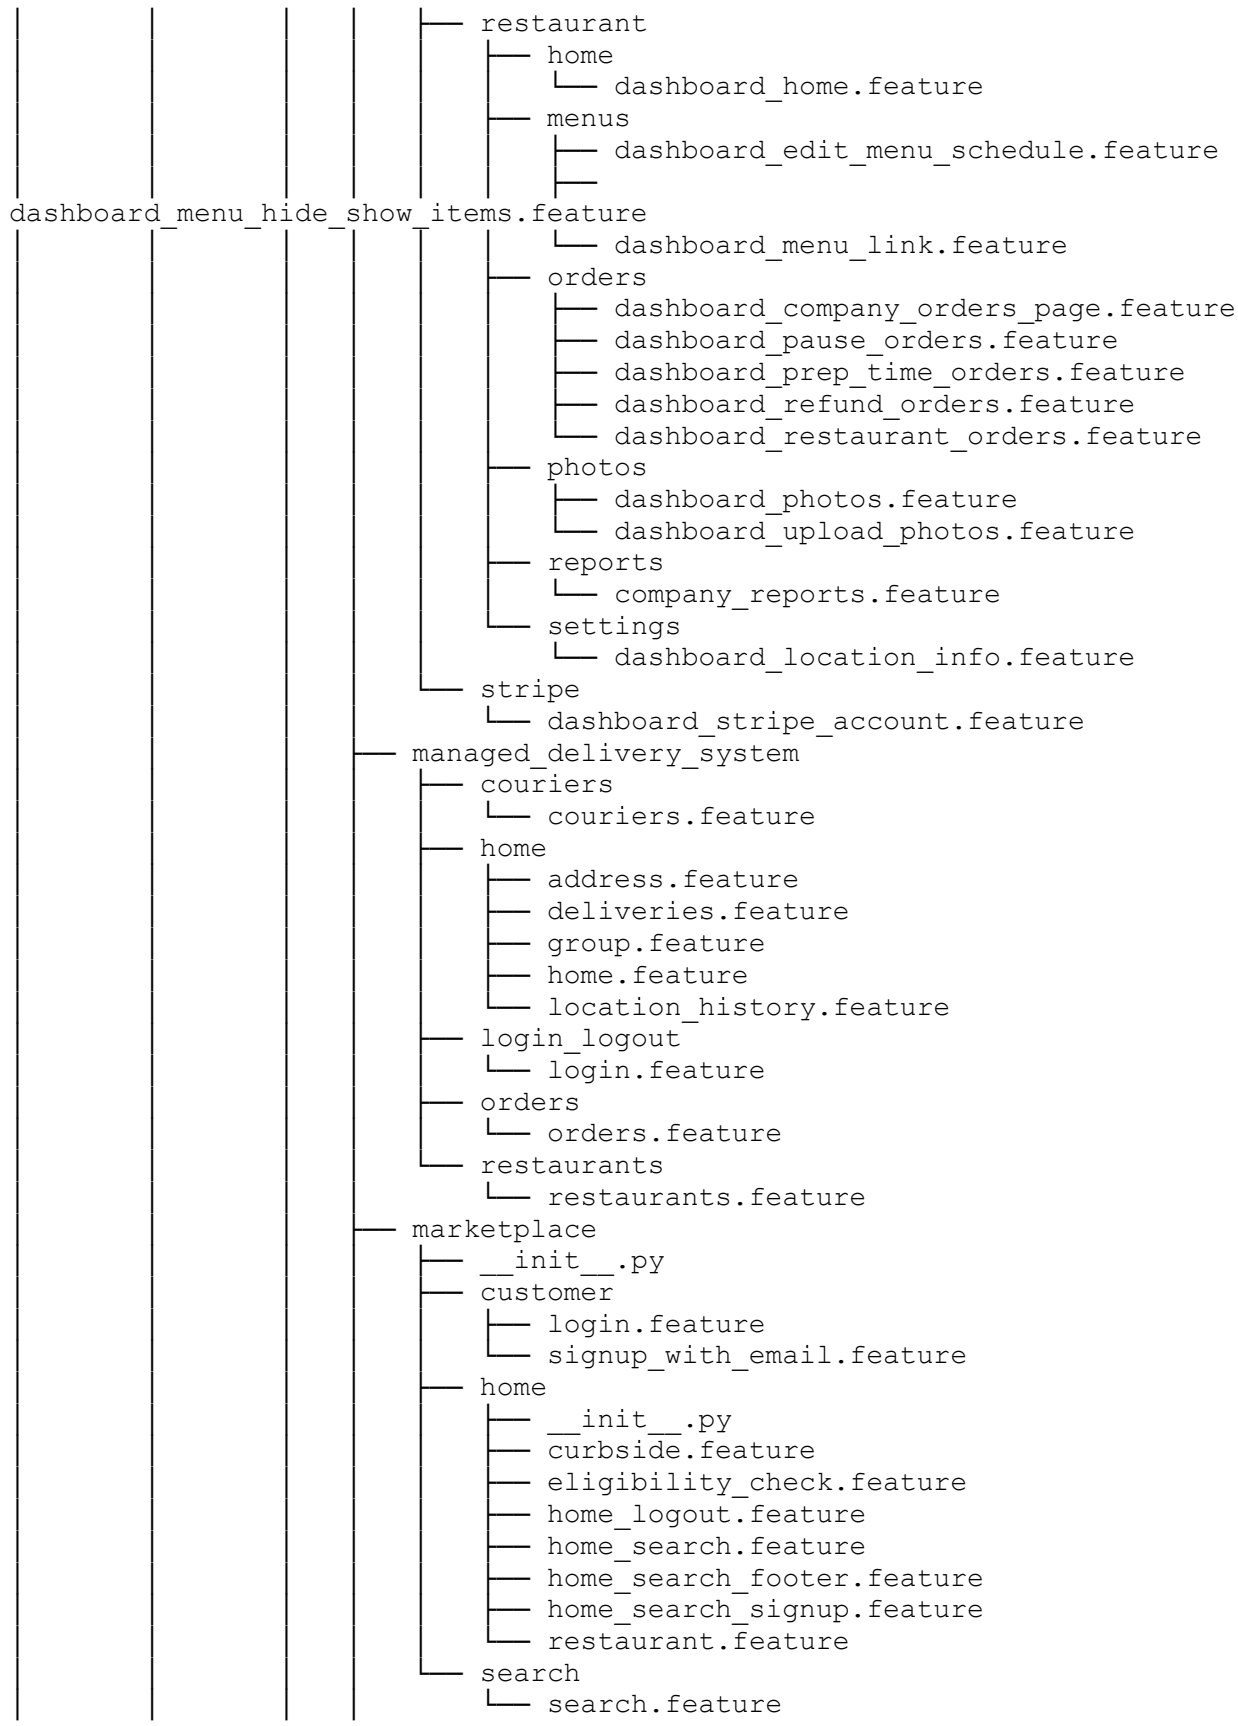 restaurant
home
dashboard_home.feature
menus
dashboard_edit_menu_schedule.feature
dashboard_menu_hide_show_items.feature
dashboard_menu_link.feature
orders
dashboard_company_orders_page.feature
dashboard_pause_orders.feature
dashboard_prep_time_orders.feature
dashboard_refund_orders.feature
dashboard_restaurant_orders.feature
photos
dashboard_photos.feature
dashboard_upload_photos.feature
reports
company_reports.feature
settings
dashboard_location_info.feature
stripe
dashboard_stripe_account.feature
managed_delivery_system
couriers
couriers.feature
home
address.feature
deliveries.feature
group.feature
home.feature
location_history.feature
login_logout
login.feature
orders
orders.feature
restaurants
restaurants.feature
marketplace
__init__.py
customer
login.feature
signup_with_email.feature
home
__init__.py
curbside.feature
eligibility_check.feature
home_logout.feature
home_search.feature
home_search_footer.feature
home_search_signup.feature
restaurant.feature
search
search.feature